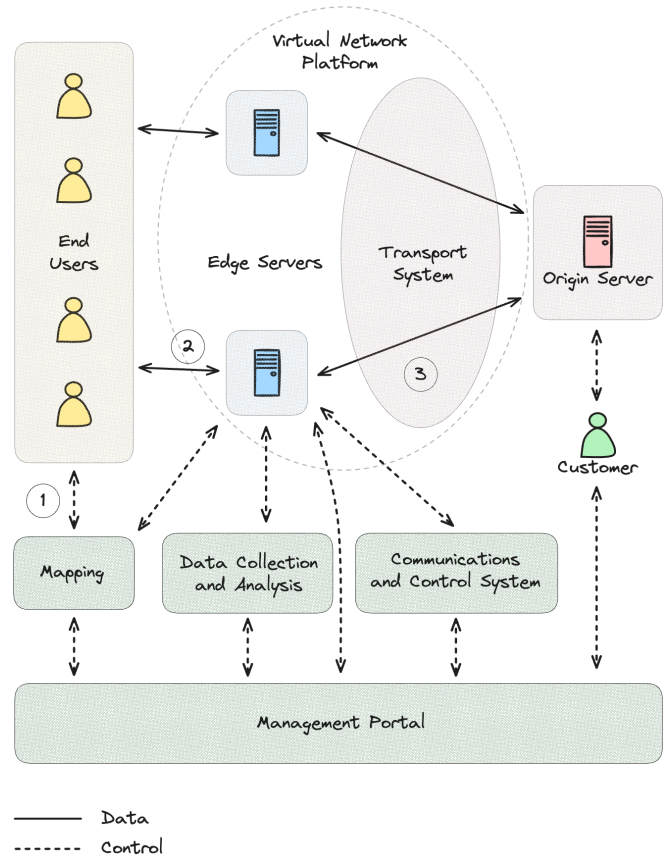 Virtual Network
Platform
End
Users
Edge Servers
Transport
System
Origin Server
2
3
1
Customer
Mapping
Data Collection
and Analysis
Communications
and Control System
Management Portal
Data
Control